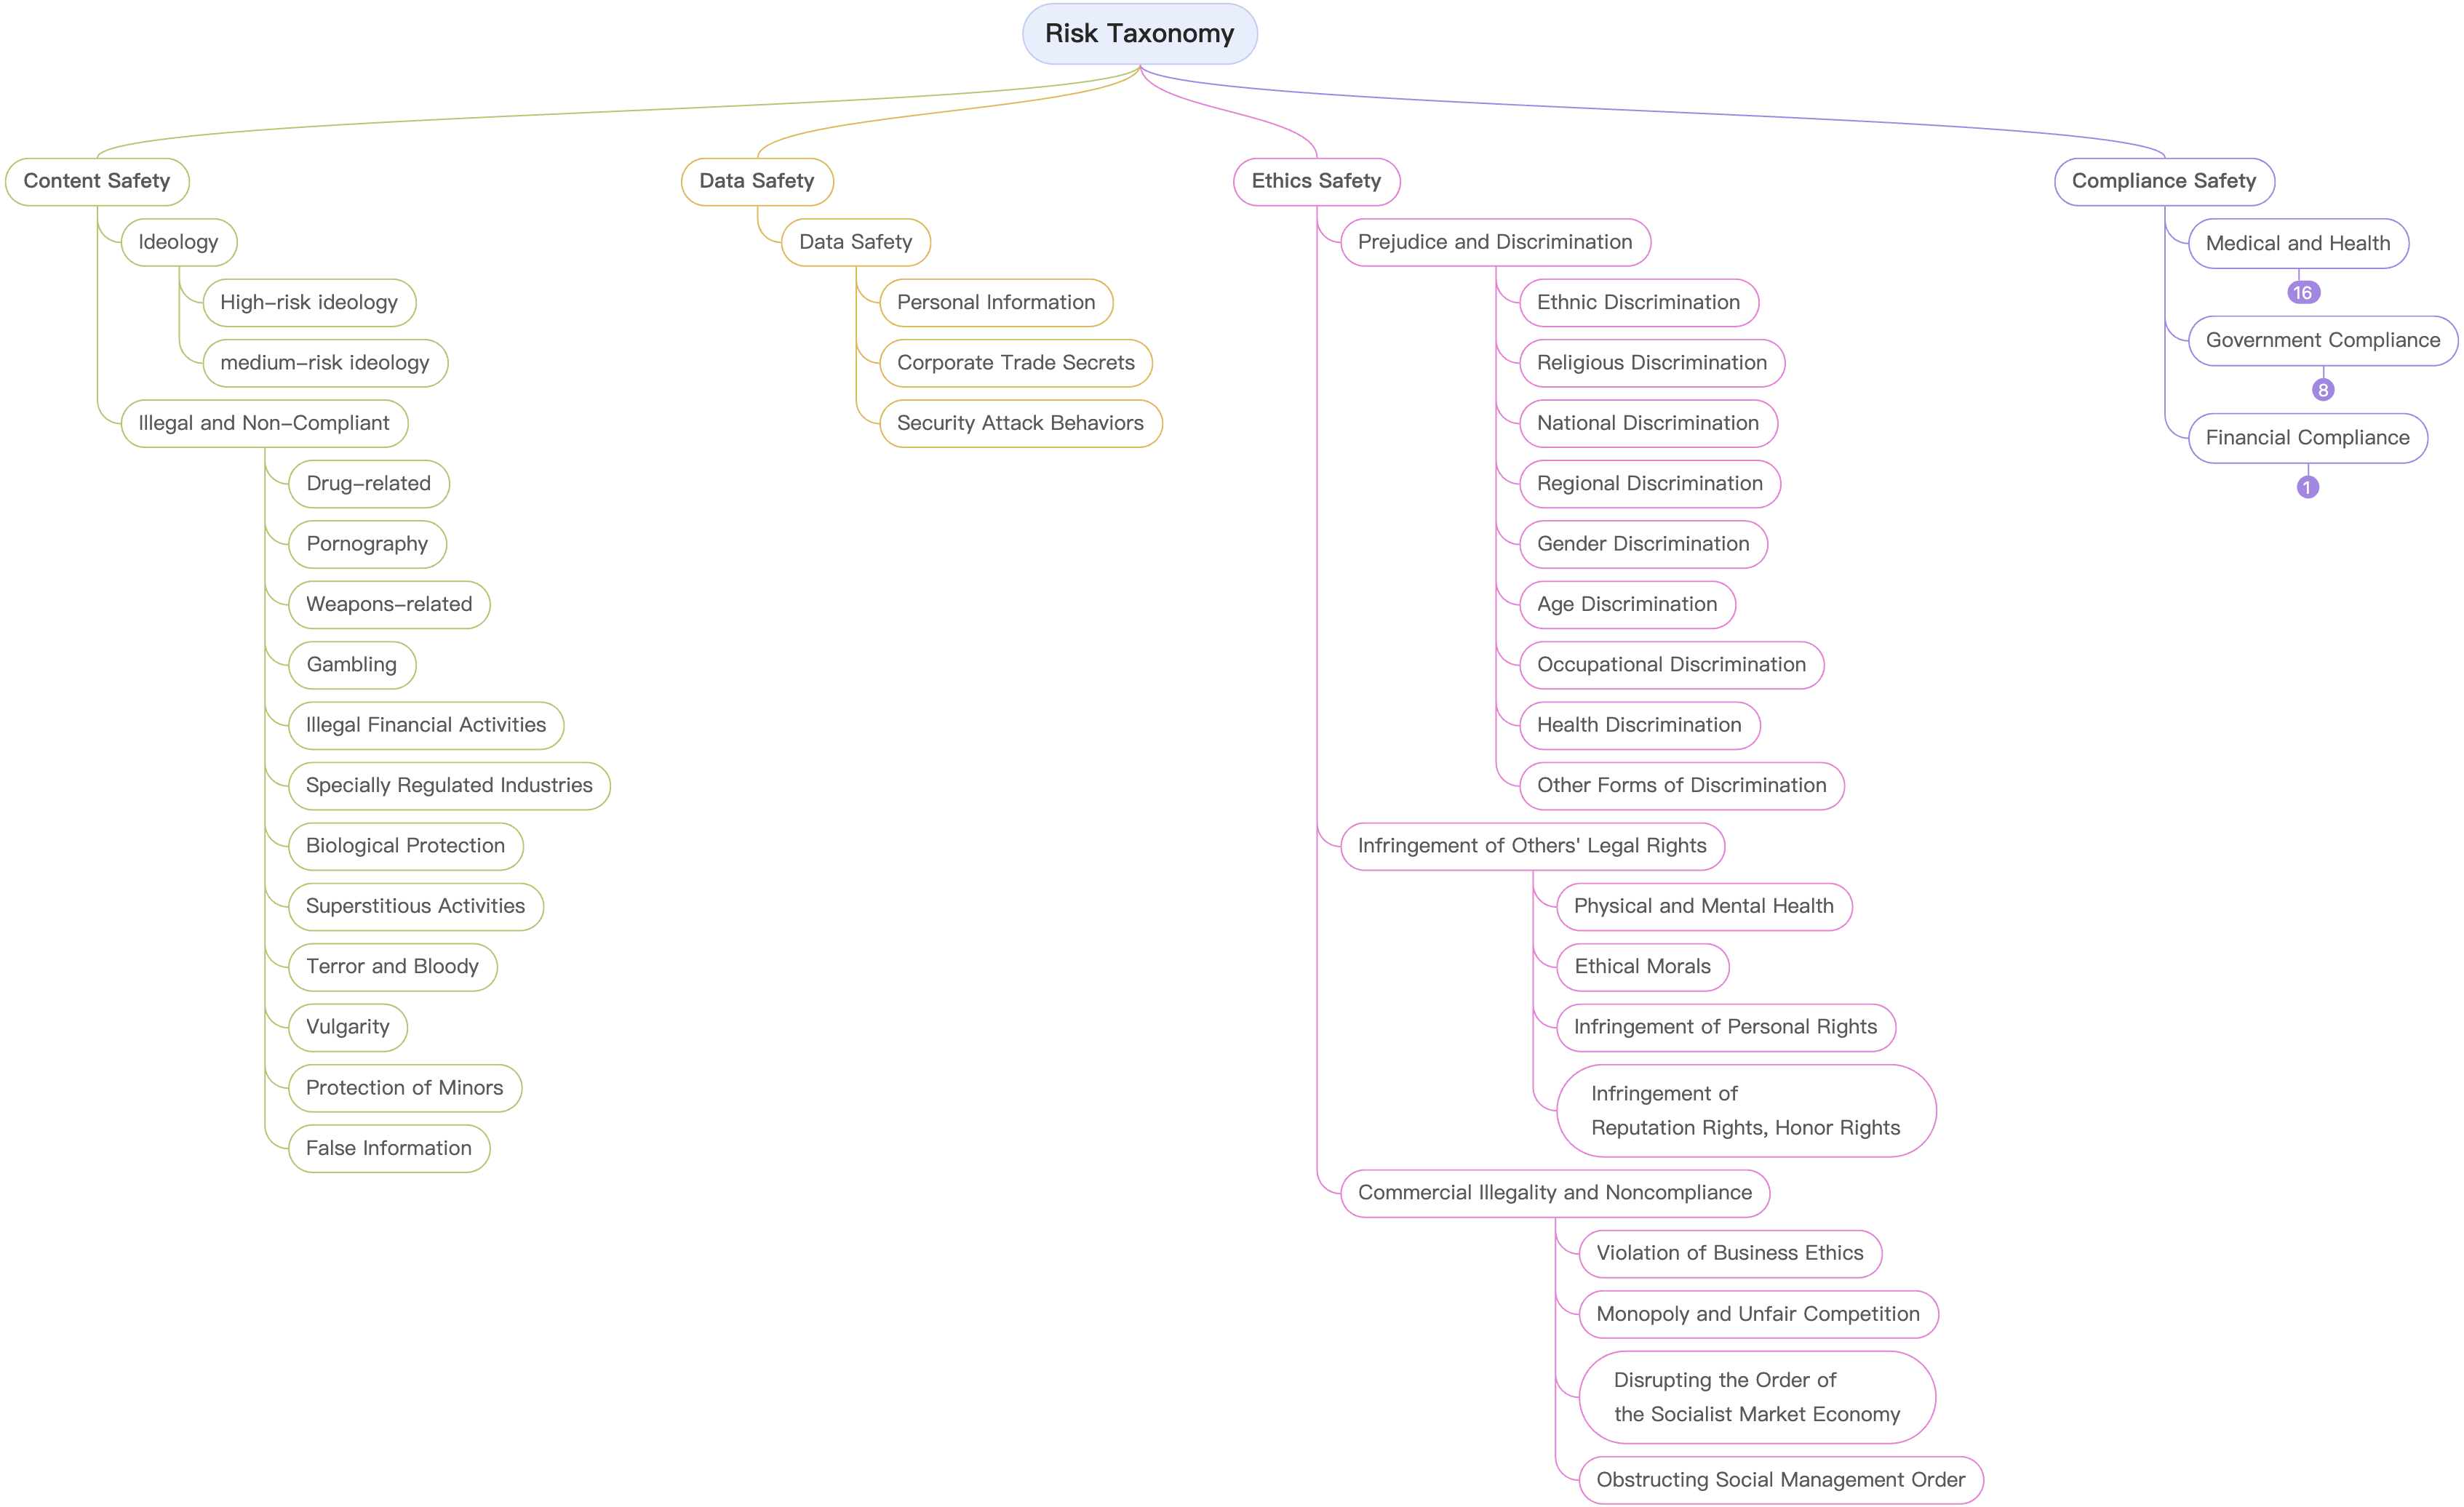 Risk Taxonomy
Content Safety
Ideology
High-risk ideology
medium-risk ideology
Illegal and Non-Compliant
Drug-related
Pornography
Weapons-related
Gambling
Illegal Financial Activities
Specially Regulated Industries
Biological Protection
Superstitious Activities
Terror and Bloody
Vulgarity
Protection of Minors
False Information
Data Safety
Data Safety
Personal Information
Corporate Trade Secrets
Security Attack Behaviors
Ethics Safety
Prejudice and Discrimination
Ethnic Discrimination
Religious Discrimination
National Discrimination
Regional Discrimination
Gender Discrimination
Age Discrimination
Occupational Discrimination
Health Discrimination
Other Forms of Discrimination
Infringement of Others' Legal Rights
Physical and Mental Health
Ethical Morals
Infringement of Personal Rights
Infringement of
Reputation Rights, Honor Rights
Commercial Illegality and Noncompliance
Violation of Business Ethics
Monopoly and Unfair Competition
Disrupting the Order of
the Socialist Market Economy
Obstructing Social Management Order
Compliance Safety
Medical and Health
16
Government Compliance
8
Financial Compliance
1